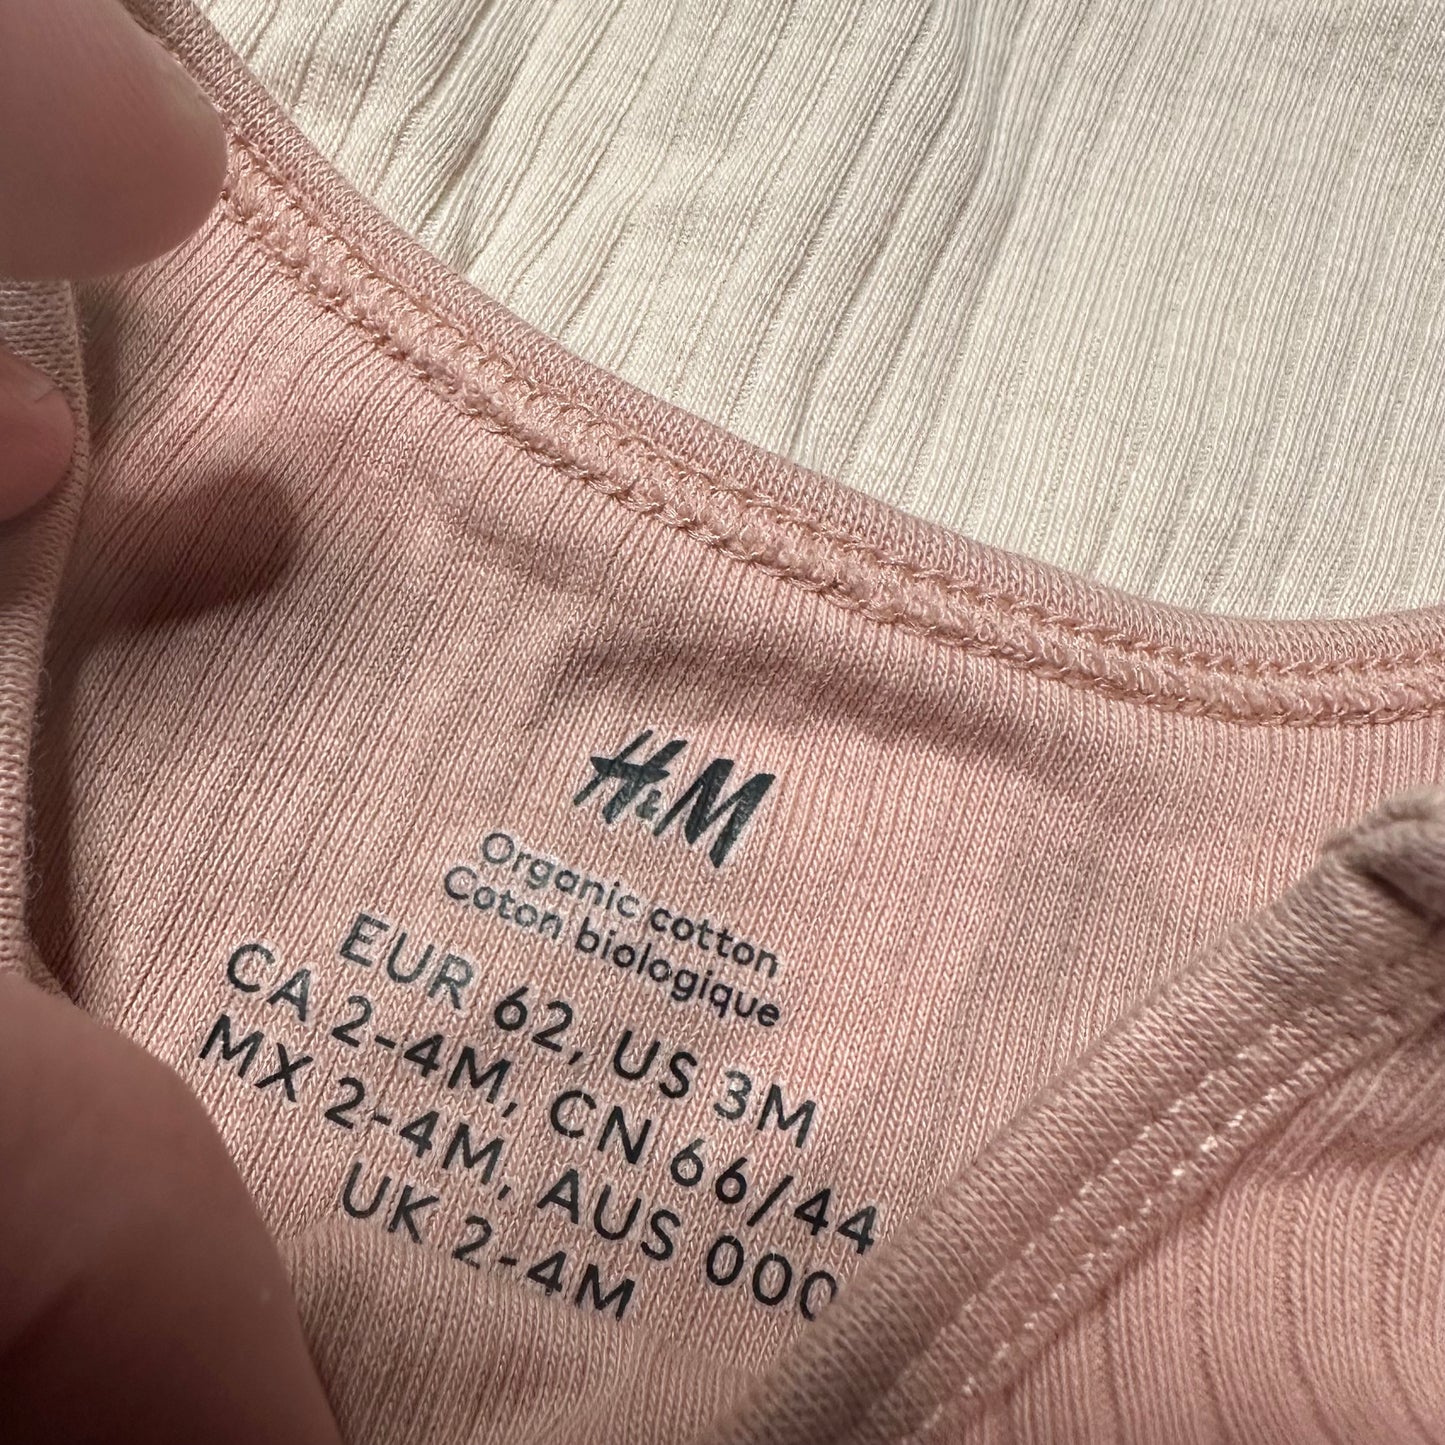 H&M
Organic cotton
Coton biologique
EUR 62, US 3M
CA 2-4M, CN 66/44
MX 2-4M, AUS 000
UK 2-4M